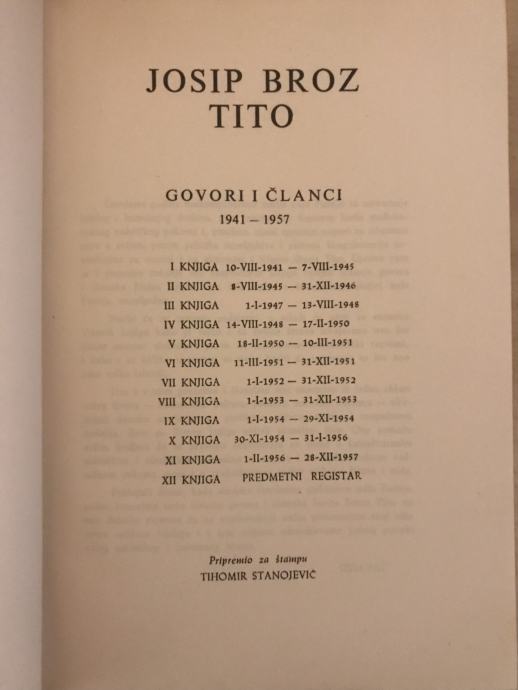 JOSIP BROZ
TITO
GOVORI I ČLANCI
1941 — 1957
I KNJIGA 10-VIII-1941 — 7-VIII-1945
II KNJIGA 8-VIII-1945 — 31-XII-1946
III KNJIGA 1-I-1947 — 13-VIII-1948
IV KNJIGA 14-VIII-1948 — 17-II-1950
V KNJIGA 18-II-1950 — 10-III-1951
VI KNJIGA 11-III-1951 — 31-XII-1951
VII KNJIGA 1-I-1952 — 31-XII-1952
VIII KNJIGA 1-I-1953 — 31-XII-1953
IX KNJIGA 1-I-1954 — 29-XI-1954
X KNJIGA 30-XI-1954 — 31-I-1956
XI KNJIGA 1-II-1956 — 28-XII-1957
XII KNJIGA PREDMETNI REGISTAR
Pripremio za štampu
TIHOMIR STANOJEVIĆ